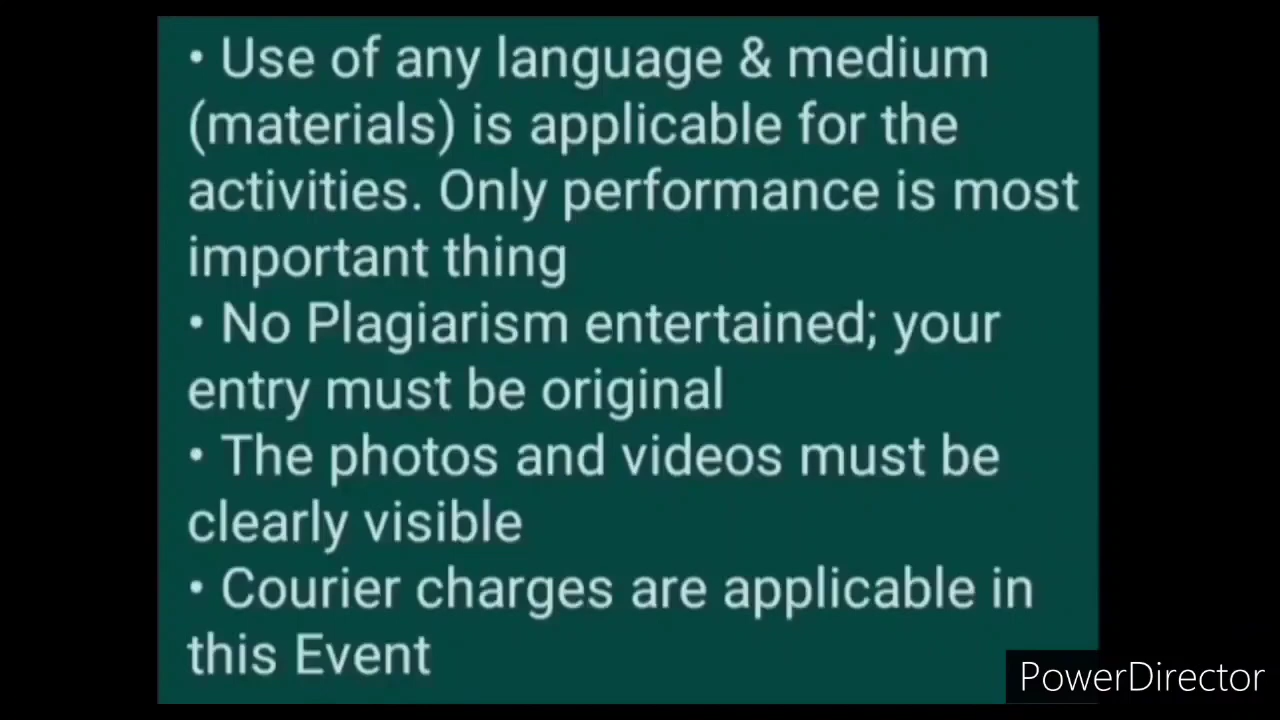 • Use of any language & medium
(materials) is applicable for the
activities. Only performance is most
important thing
• No Plagiarism entertained; your
entry must be original
• The photos and videos must be
clearly visible
• Courier charges are applicable in
this Event
PowerDirector